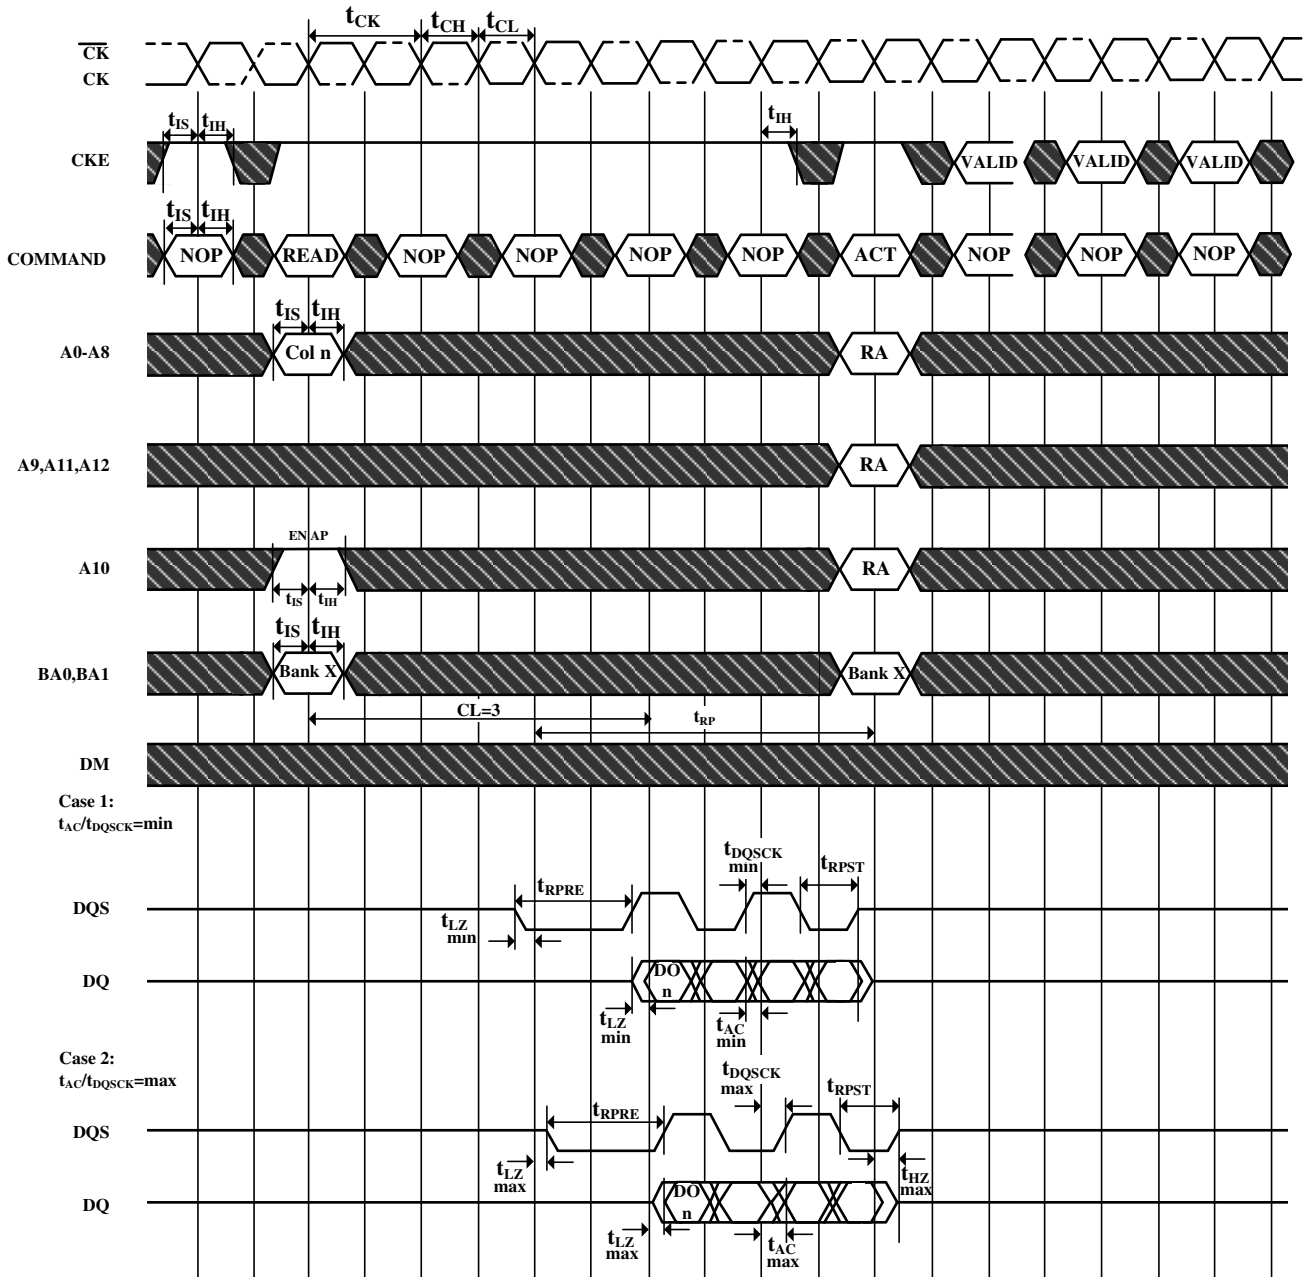 tCK tCH tCL
CK
CK
tIS tIH tIH
CKE VALID VALID VALID
tIS tIH
COMMAND NOP READ NOP NOP NOP NOP ACT NOP NOP NOP
tIS tIH
A0-A8 Col n RA
A9,A11,A12 RA
EN AP
A10 RA
tIS tIH
tIS tIH
BA0,BA1 Bank X Bank X
CL=3 tRP
DM
Case 1:
tAC/tDQSCK=min
tDQSCK min tRPST
tRPRE
DQS
tLZ min
DQ DO n
tLZ min tAC min
Case 2:
tAC/tDQSCK=max
tDQSCK max tRPST
tRPRE
DQS
tLZ max tHZ max
DQ DO n
tLZ max tAC max